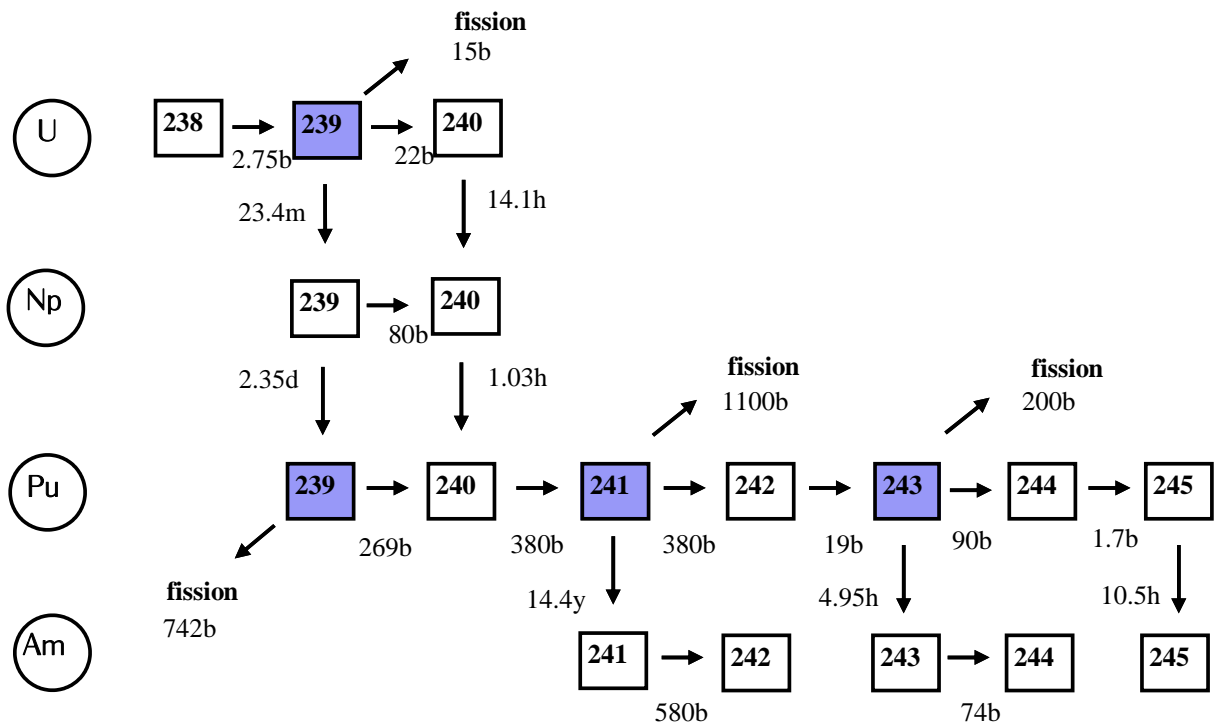 fission
15b
U
238
239
240
2.75b
22b
23.4m
14.1h
Np
239
240
80b
2.35d
1.03h
fission
1100b
fission
200b
Pu
239
240
241
242
243
244
245
269b
380b
380b
19b
90b
1.7b
fission
742b
14.4y
4.95h
10.5h
Am
241
242
243
244
245
580b
74b